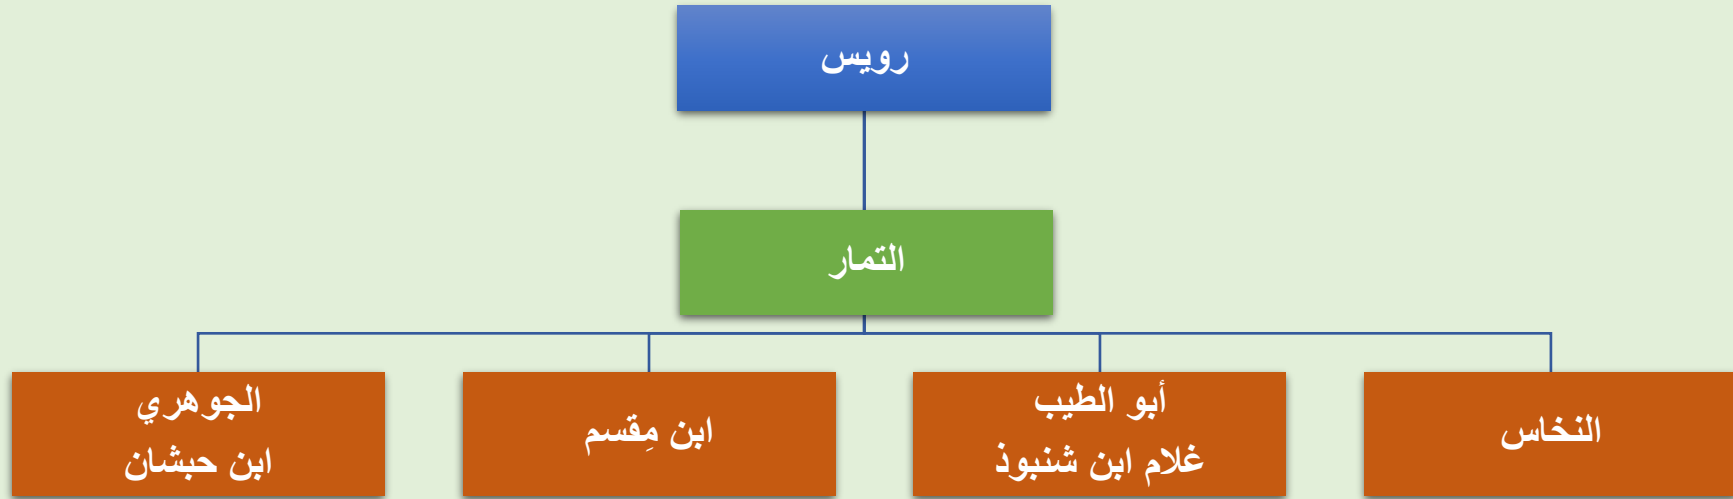 رويس
التمار
النخاس
أبو الطيب
غلام ابن شنبوذ
ابن مِقسم
الجوهري
ابن حبشان